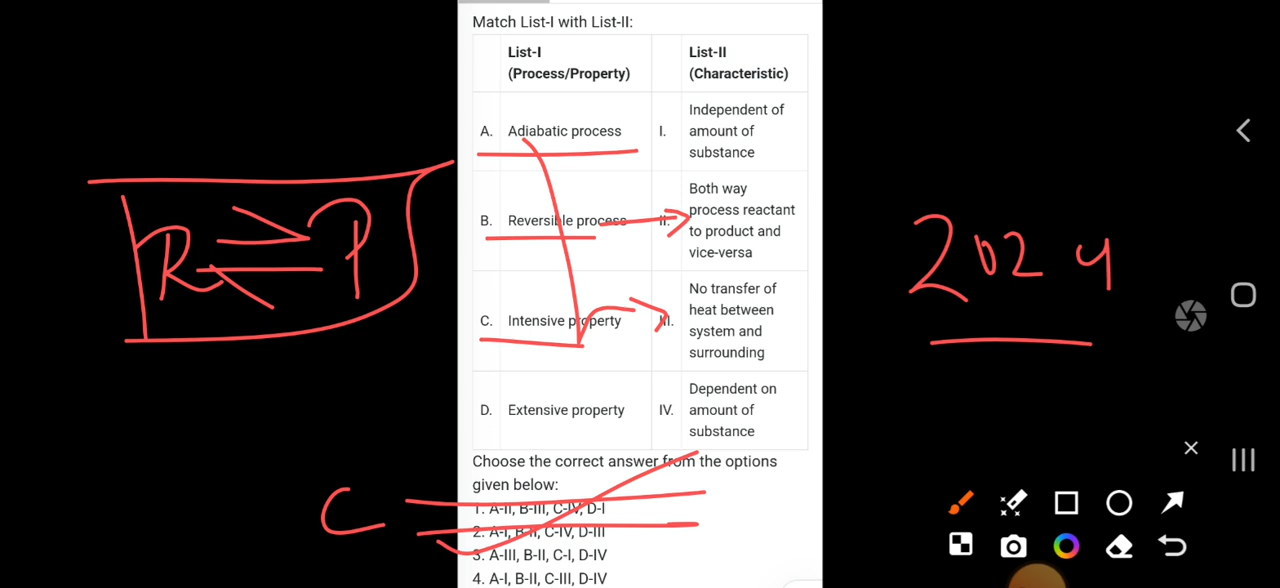 Match List-I with List-II:
List-I
(Process/Property)
List-II
(Characteristic)
A. Adiabatic process
I. Independent of
amount of
substance
B. Reversible process
II. Both way
process reactant
to product and
vice-versa
C. Intensive property
III. No transfer of
heat between
system and
surrounding
D. Extensive property
IV. Dependent on
amount of
substance
Choose the correct answer from the options
given below:
1. A-II, B-III, C-IV, D-I
2. A-I, B-II, C-IV, D-III
3. A-III, B-II, C-I, D-IV
4. A-I, B-II, C-III, D-IV
R ⇌ P
C
2024